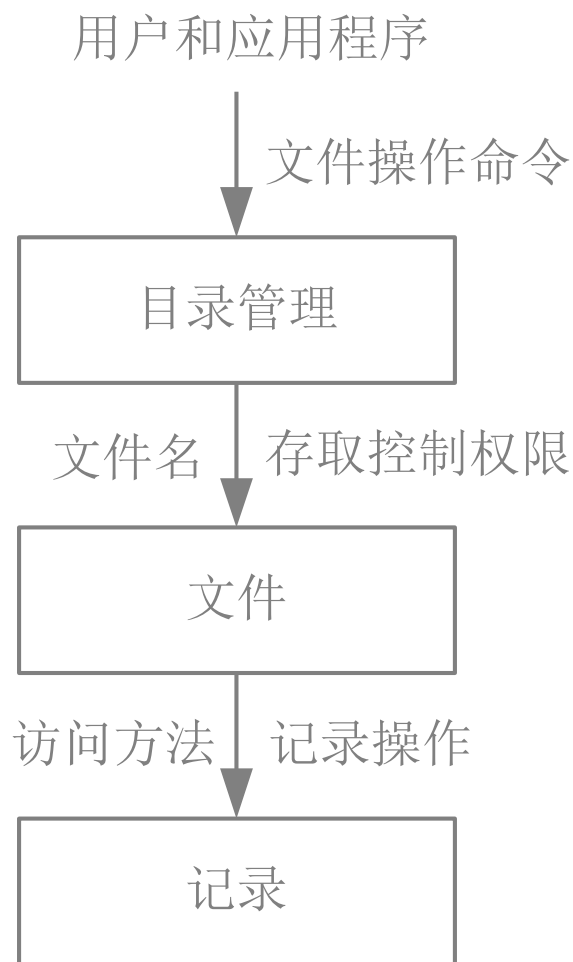 用户和应用程序
文件操作命令
目录管理
文件名 存取控制权限
文件
访问方法 记录操作
记录